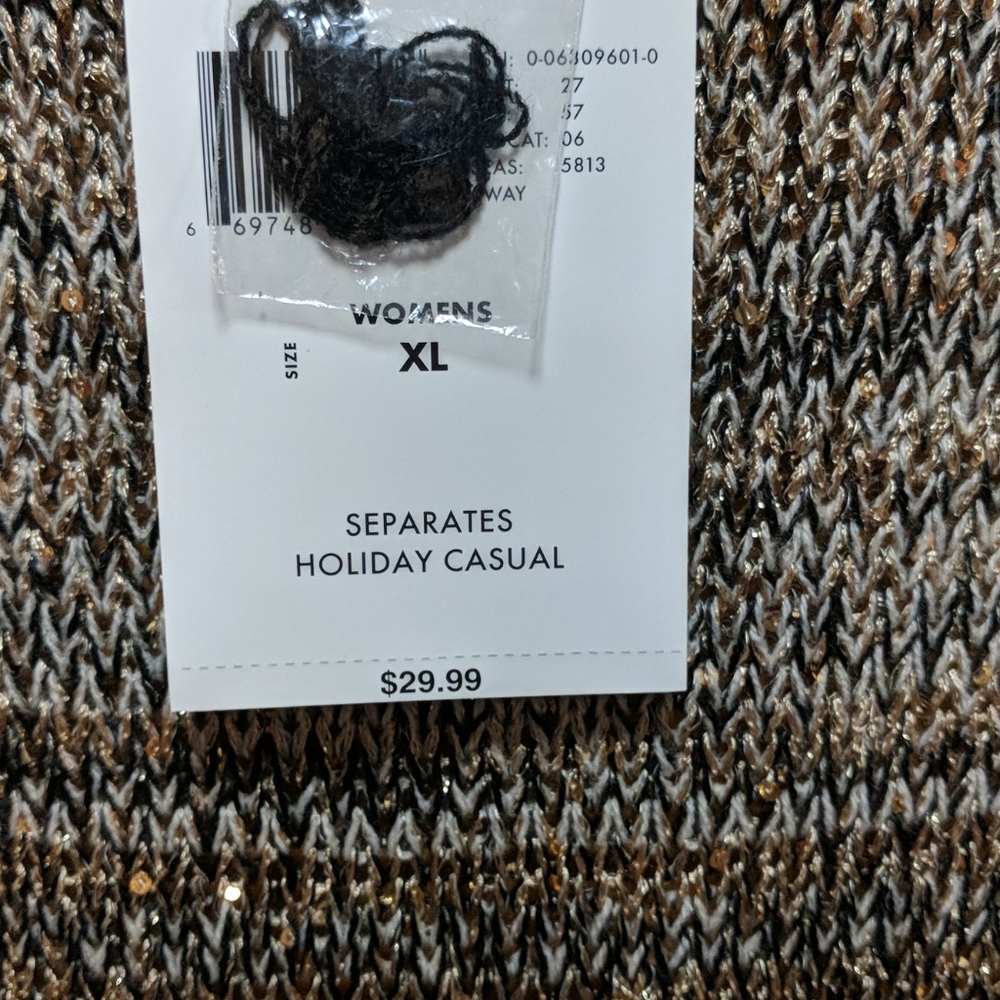 0-06309601-0
27
57
CAT: 06
5813
WAY
6 69748
WOMENS
SIZE
XL
SEPARATES
HOLIDAY CASUAL
$29.99